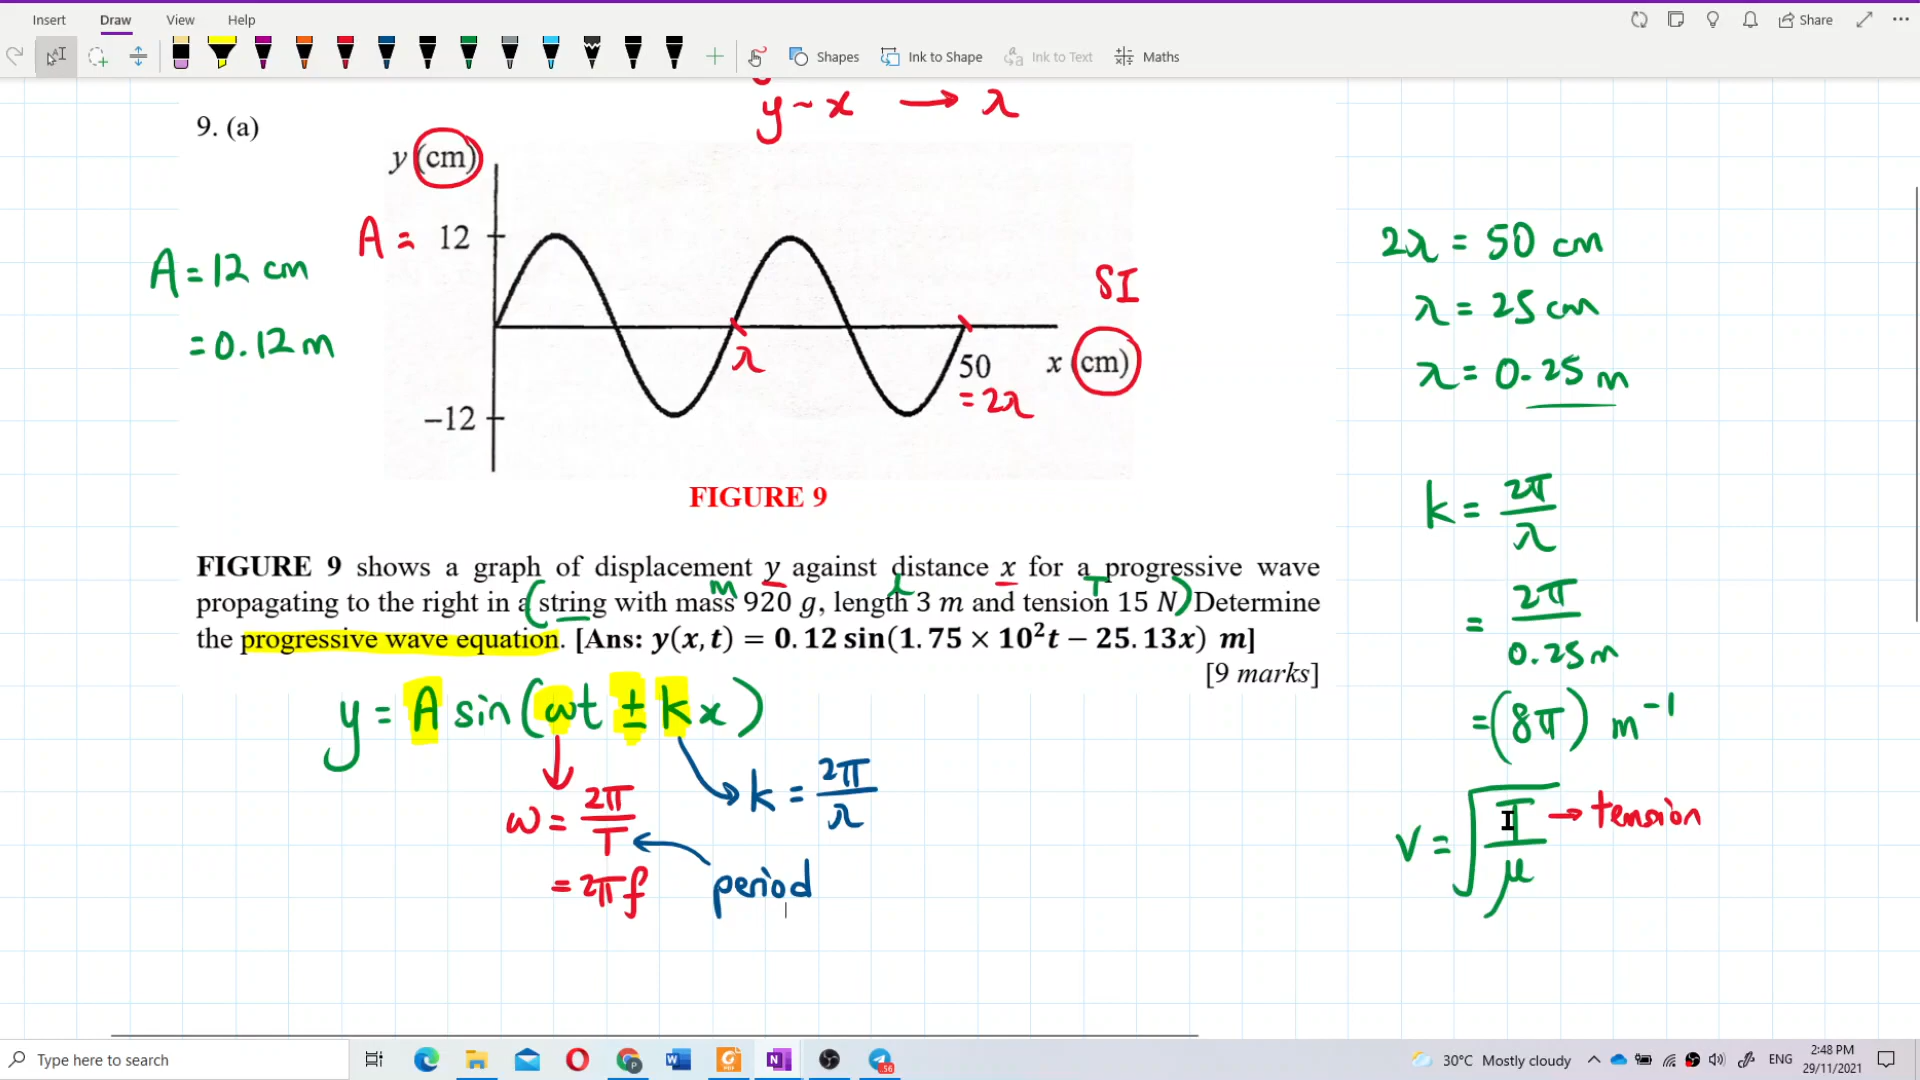 Insert Draw View Help
Share
Shapes Ink to Shape Ink to Text Maths
y ~ x → λ
9. (a)
y (cm)
A = 12
A = 12 cm
= 0.12 m
-12
λ
50
= 2λ
SI
x (cm)
FIGURE 9
2λ = 50 cm
λ = 25 cm
λ = 0.25 m
k = 2π/λ
= 2π/0.25m
= (8π) m⁻¹
v = √(T/μ) → tension
FIGURE 9 shows a graph of displacement y against distance x for a progressive wave
m l T
propagating to the right in a (string with mass 920 g, length 3 m and tension 15 N) Determine
the progressive wave equation. [Ans: y(x, t) = 0.12 sin(1.75 × 10²t − 25.13x) m]
[9 marks]
y = A sin(ωt ± kx)
ω = 2π/T
= 2πf
k = 2π/λ
period
Type here to search
56
30°C Mostly cloudy
ENG
2:48 PM
29/11/2021